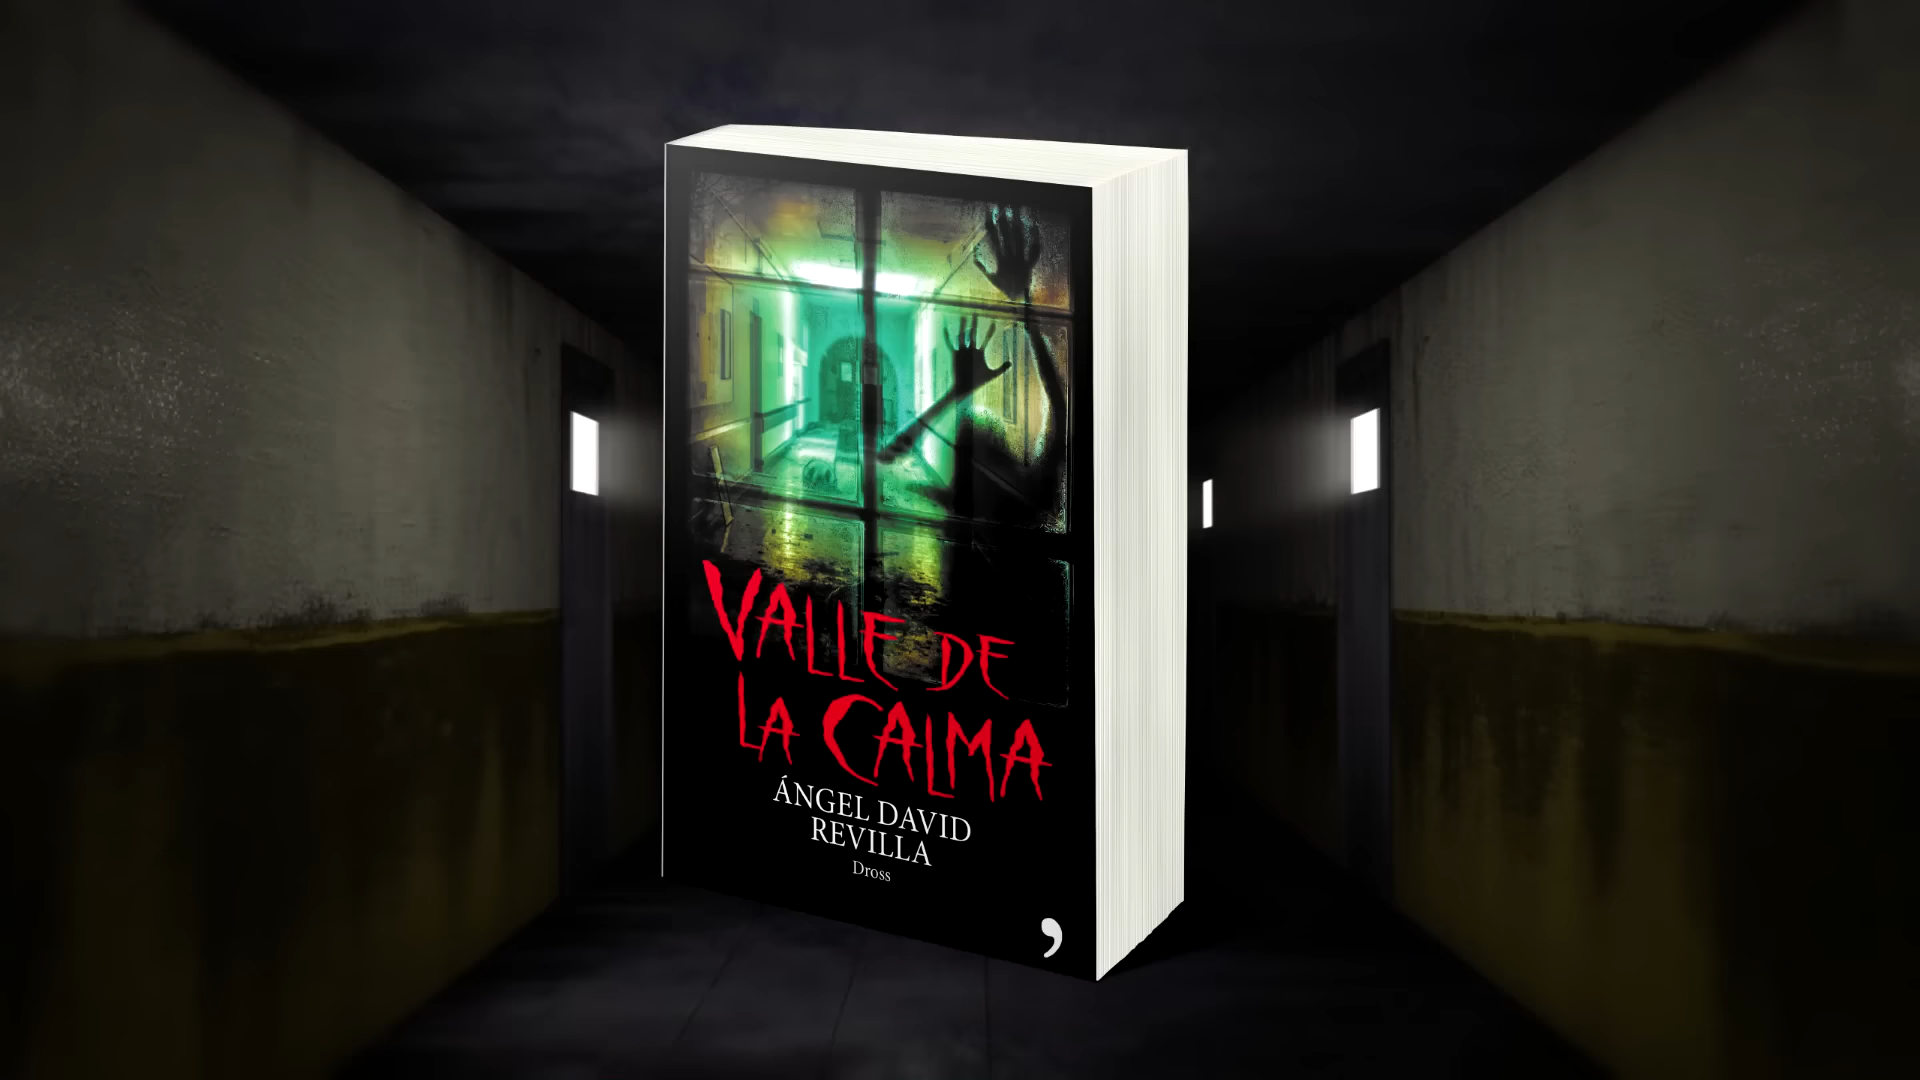 VALLE DE
LA CALMA
ÁNGEL DAVID
REVILLA
Dross